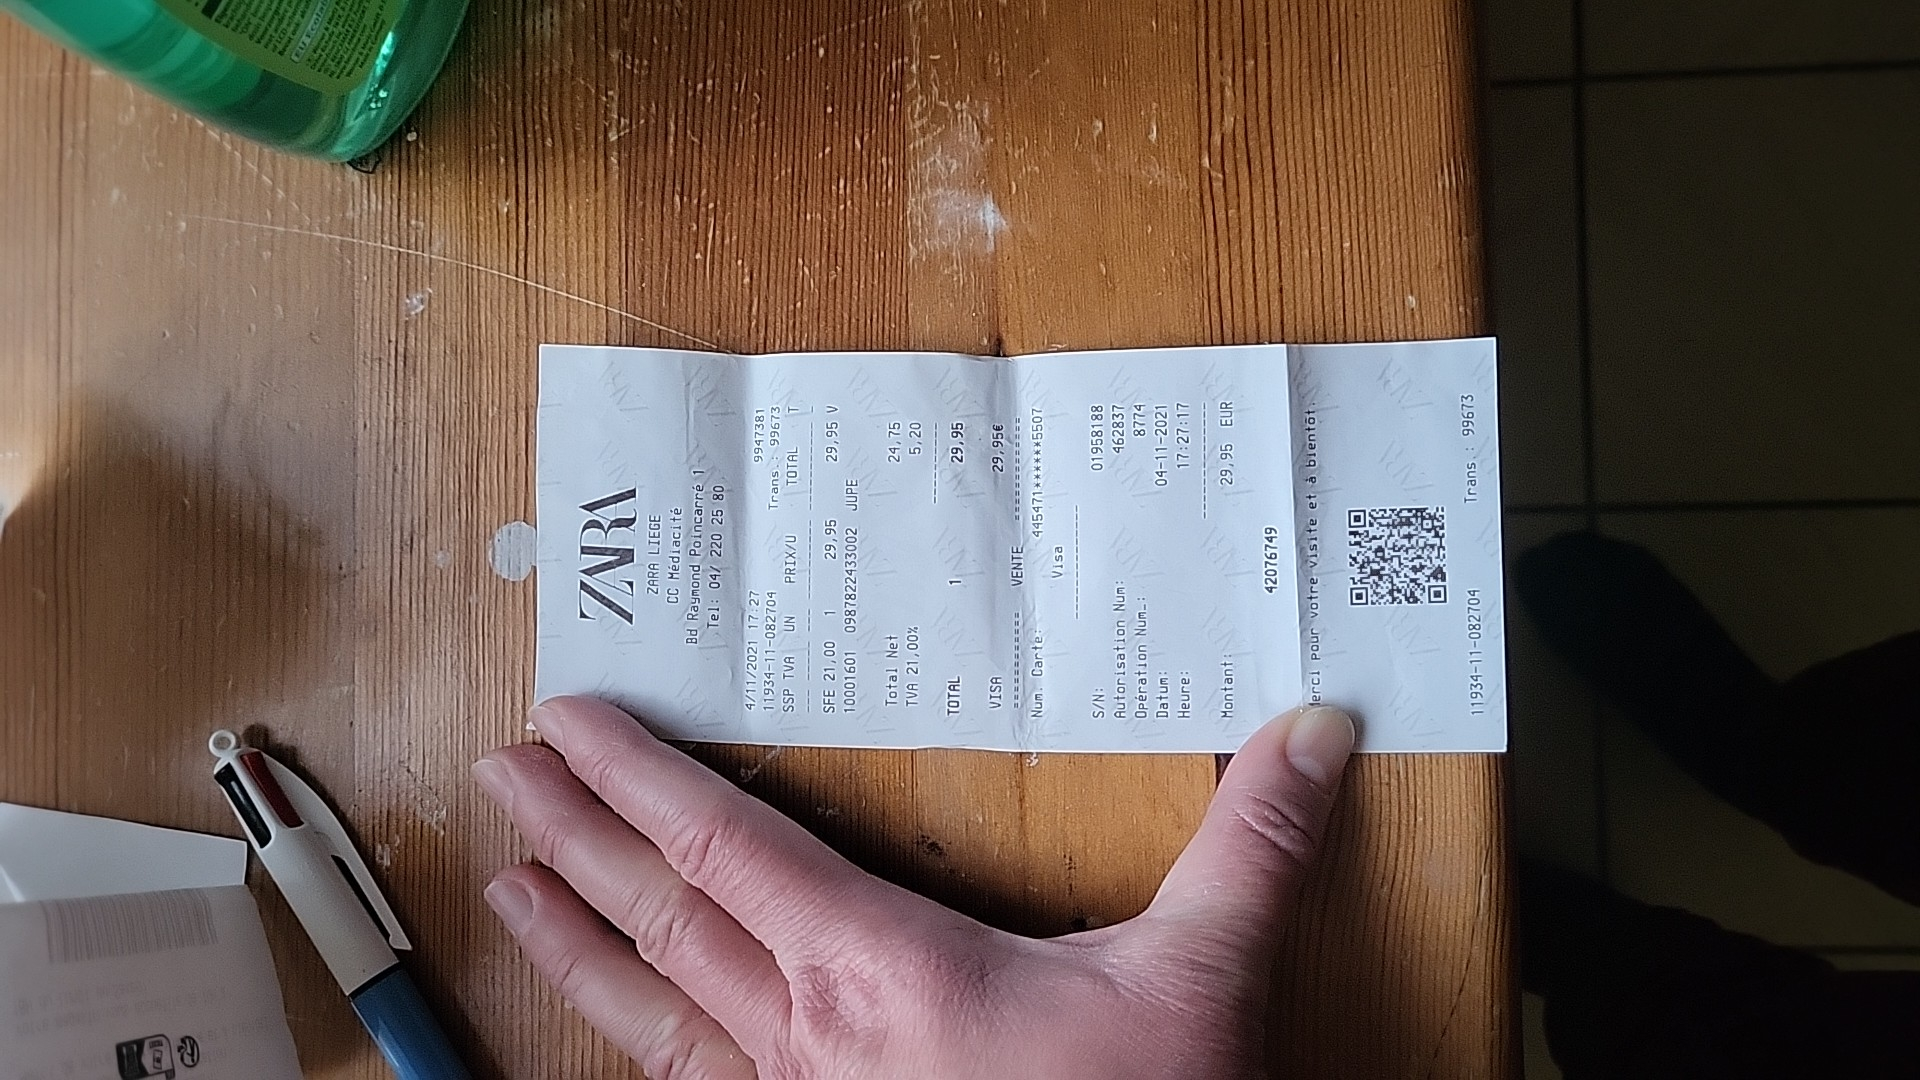 ZARA
ZARA LIEGE
CC Médiacité
Bd Raymond Poincarré 1
Tel: 04/ 220 25 80
4/11/2021 17:27 9947381
11934-11-082704 Trans.: 99673
SSP TVA UN PRIX/U TOTAL T
SFE 21,00 1 29,95 29,95 V
10001601 09878224330​02 JUPE
Total Net 24,75
TVA 21,00% 5,20
TOTAL 1 29,95
VISA 29,95€
VENTE
Num. Carte: 445471******5507
Visa
S/N: 01958188
Autorisation Num: 462837
Opération Num.: 8774
Datum: 04-11-2021
Heure: 17:27:17
Montant: 29,95 EUR
42076749
Merci pour votre visite et à bientôt.
11934-11-082704 Trans.: 99673
EU Ecolabel